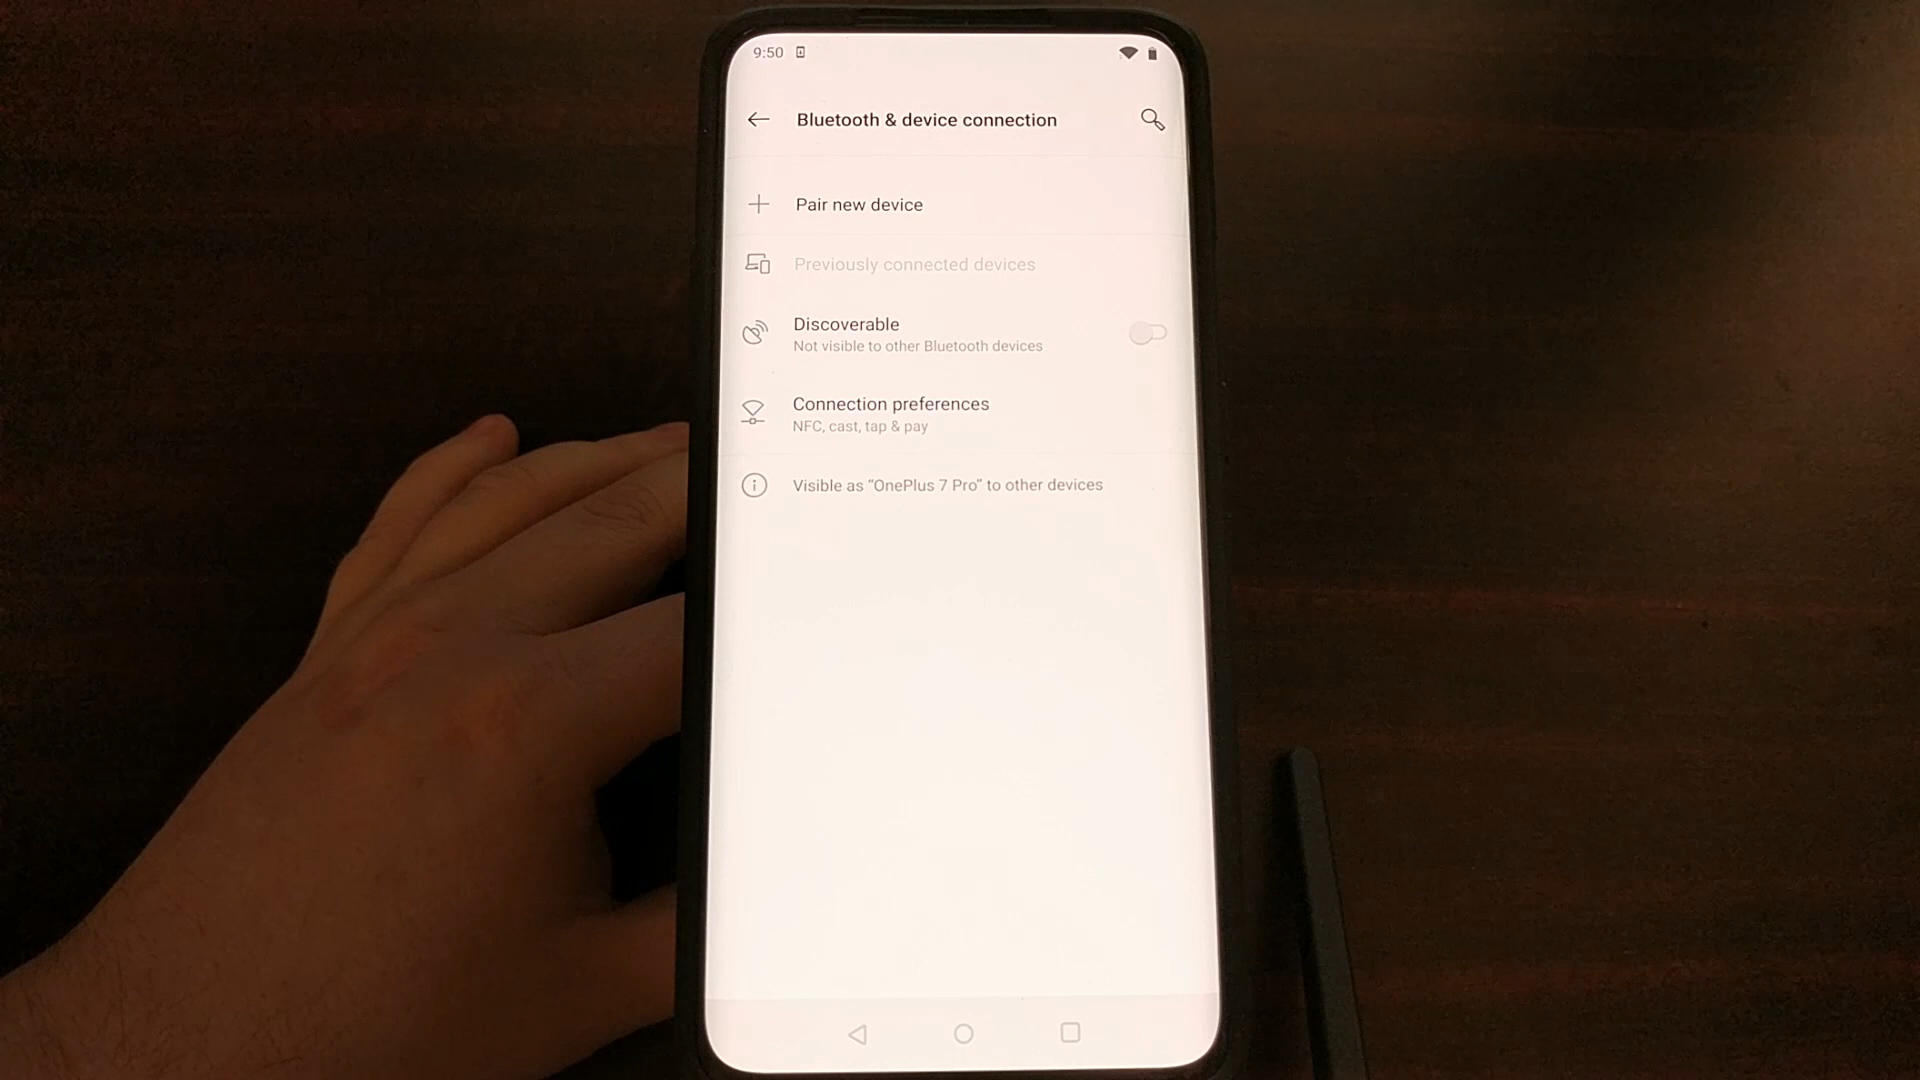 9:50
Bluetooth & device connection
Pair new device
Previously connected devices
Discoverable
Not visible to other Bluetooth devices
Connection preferences
NFC, cast, tap & pay
Visible as “OnePlus 7 Pro” to other devices